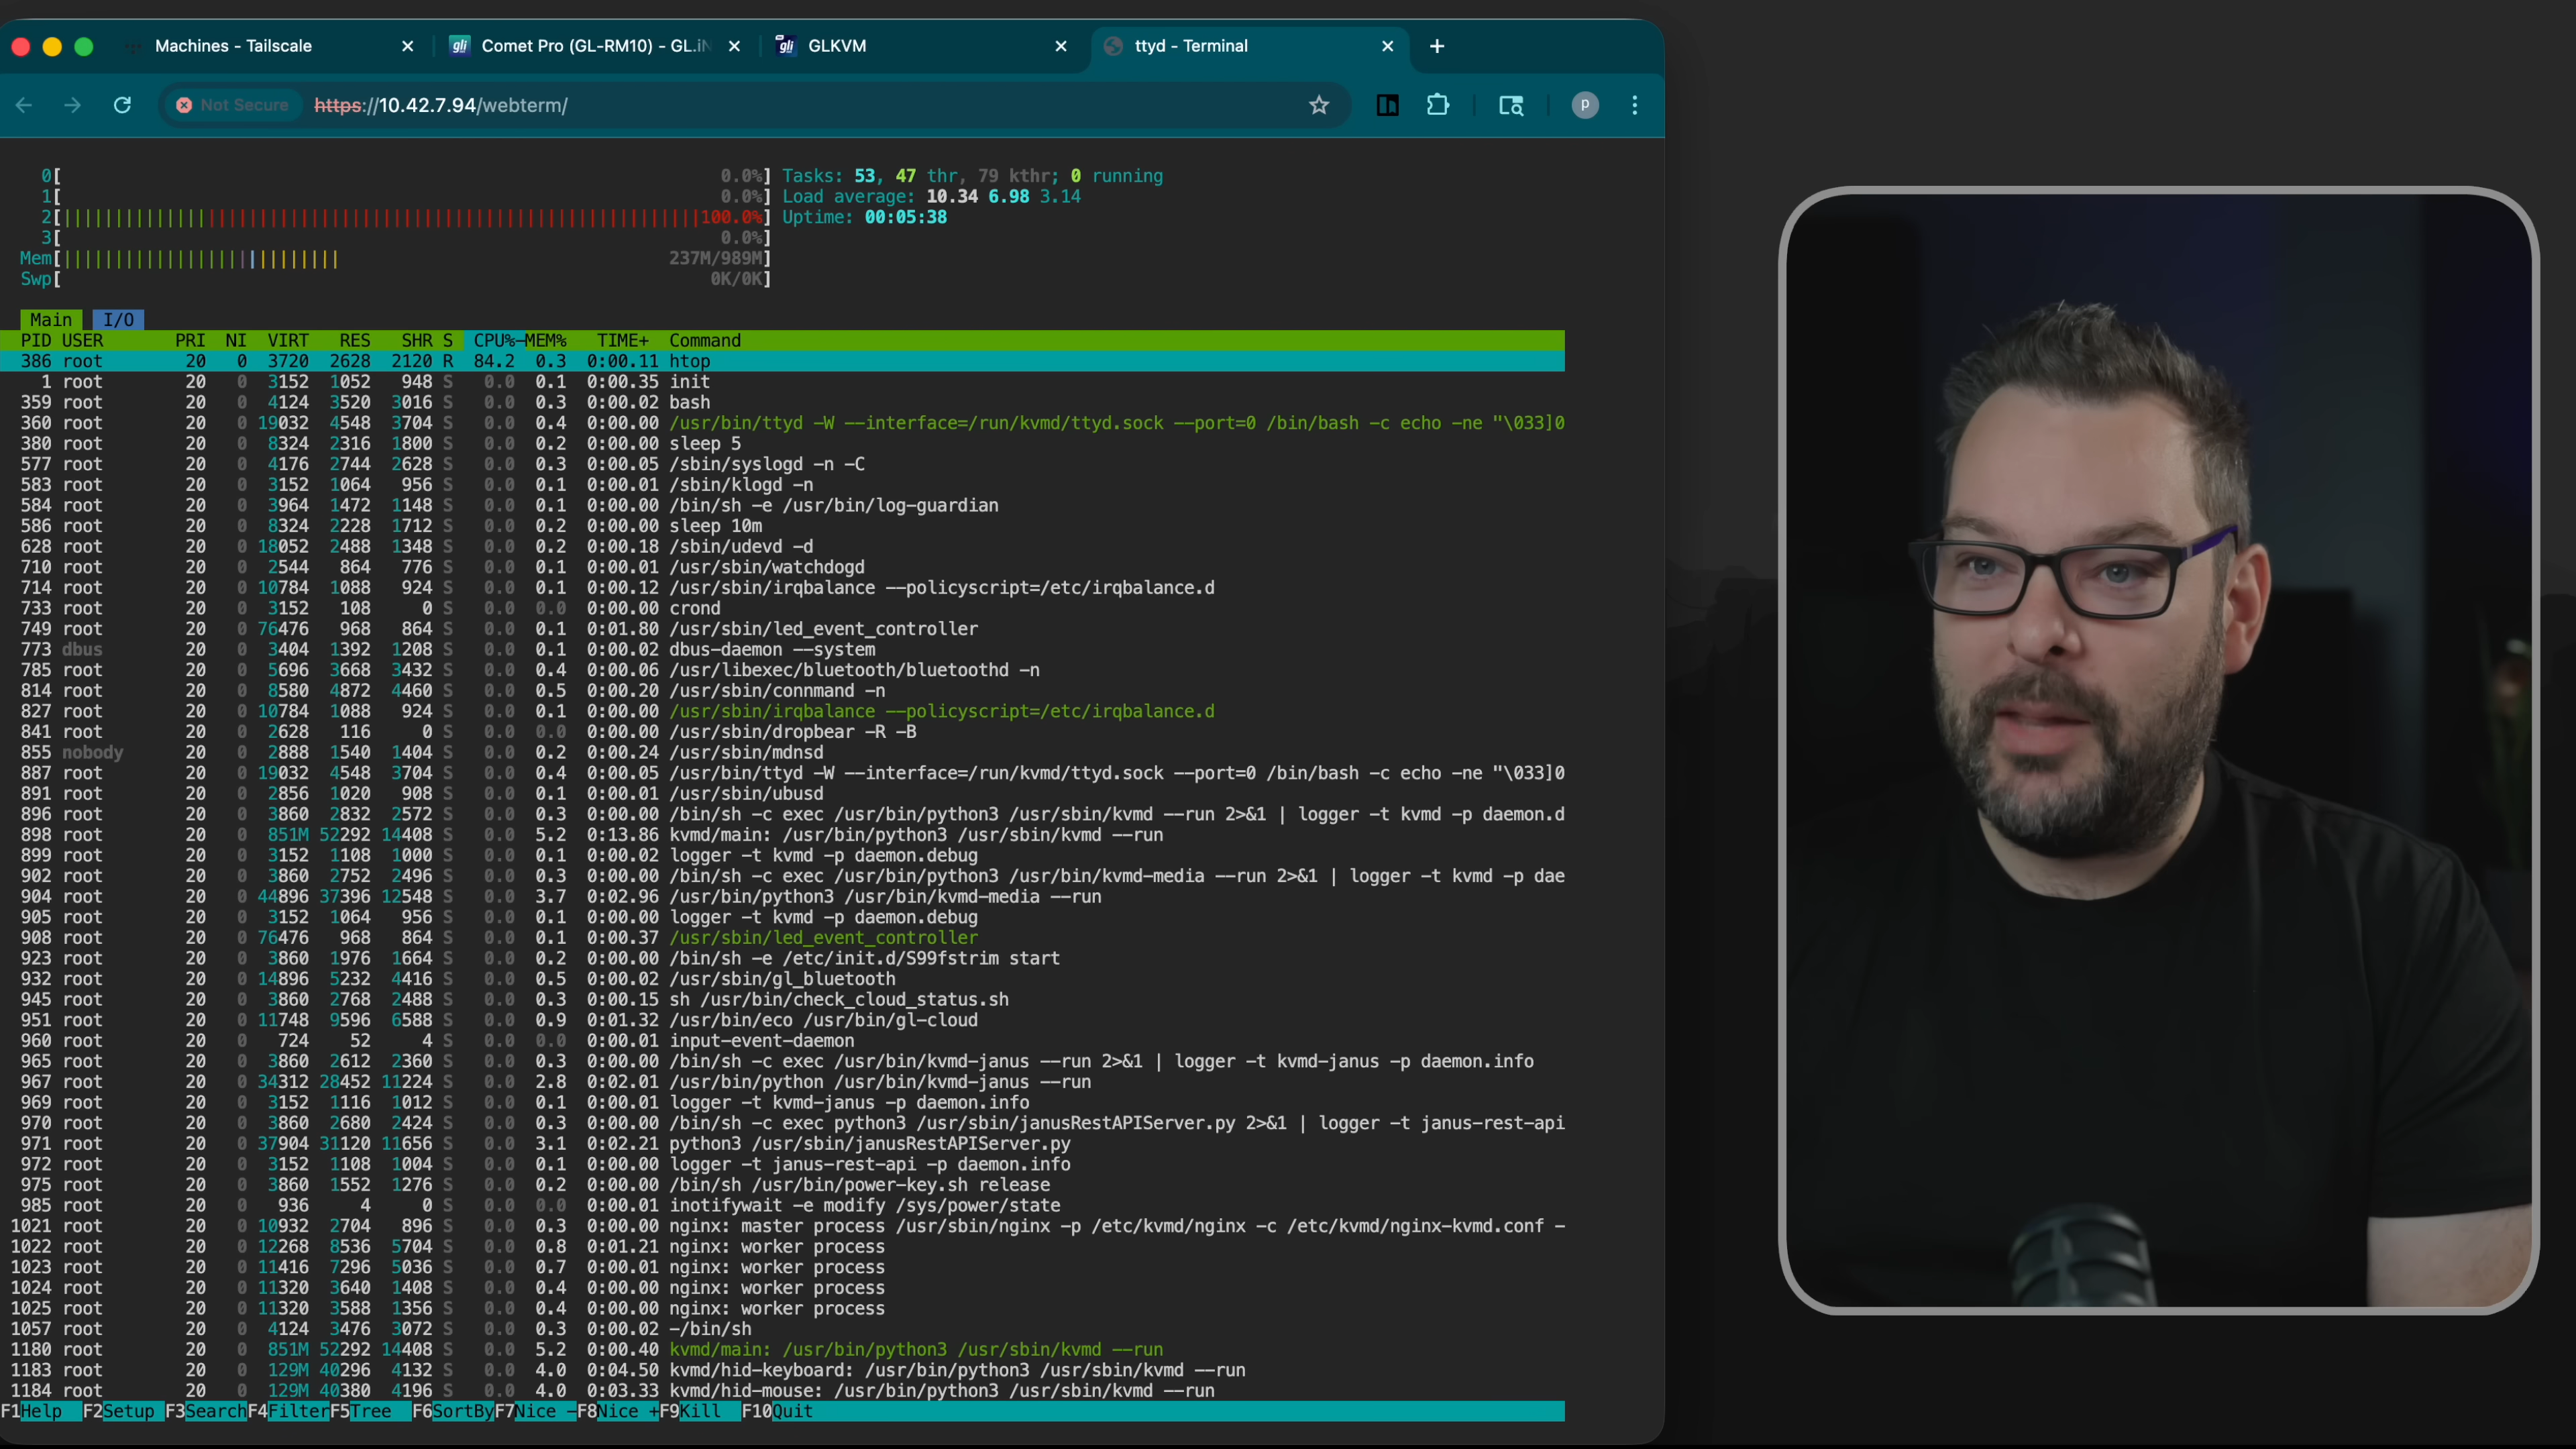 Machines - Tailscale
gli Comet Pro (GL-RM10) - GL.iN
gli GLKVM
ttyd - Terminal
Not Secure https://10.42.7.94/webterm/
P
0[ 0.0%] Tasks: 53, 47 thr, 79 kthr; 0 running
1[ 0.0%] Load average: 10.34 6.98 3.14
2[||||||||||||||||||||||||||||||||||||||||||||||||||||||||||||||100.0%] Uptime: 00:05:38
3[ 0.0%]
Mem[||||||||||||||||||||||||||| 237M/989M]
Swp[ 0K/0K]
Main I/O
PID USER PRI NI VIRT RES SHR S CPU%-MEM% TIME+ Command
386 root 20 0 3720 2628 2120 R 84.2 0.3 0:00.11 htop
1 root 20 0 3152 1052 948 S 0.0 0.1 0:00.35 init
359 root 20 0 4124 3520 3016 S 0.0 0.3 0:00.02 bash
360 root 20 0 19032 4548 3704 S 0.0 0.4 0:00.00 /usr/bin/ttyd -W --interface=/run/kvmd/ttyd.sock --port=0 /bin/bash -c echo -ne "\033]0
380 root 20 0 8324 2316 1800 S 0.0 0.2 0:00.00 sleep 5
577 root 20 0 4176 2744 2628 S 0.0 0.3 0:00.05 /sbin/syslogd -n -C
583 root 20 0 3152 1064 956 S 0.0 0.1 0:00.01 /sbin/klogd -n
584 root 20 0 3964 1472 1148 S 0.0 0.1 0:00.00 /bin/sh -e /usr/bin/log-guardian
586 root 20 0 8324 2228 1712 S 0.0 0.2 0:00.00 sleep 10m
628 root 20 0 18052 2488 1348 S 0.0 0.2 0:00.18 /sbin/udevd -d
710 root 20 0 2544 864 776 S 0.0 0.1 0:00.01 /usr/sbin/watchdogd
714 root 20 0 10784 1088 924 S 0.0 0.1 0:00.12 /usr/sbin/irqbalance --policyscript=/etc/irqbalance.d
733 root 20 0 3152 108 0 S 0.0 0.0 0:00.00 crond
749 root 20 0 76476 968 864 S 0.0 0.1 0:01.80 /usr/sbin/led_event_controller
773 dbus 20 0 3404 1392 1208 S 0.0 0.1 0:00.02 dbus-daemon --system
785 root 20 0 5696 3668 3432 S 0.0 0.4 0:00.06 /usr/libexec/bluetooth/bluetoothd -n
814 root 20 0 8580 4872 4460 S 0.0 0.5 0:00.20 /usr/sbin/connmand -n
827 root 20 0 10784 1088 924 S 0.0 0.1 0:00.00 /usr/sbin/irqbalance --policyscript=/etc/irqbalance.d
841 root 20 0 2628 116 0 S 0.0 0.0 0:00.00 /usr/sbin/dropbear -R -B
855 nobody 20 0 2888 1540 1404 S 0.0 0.2 0:00.24 /usr/sbin/mdnsd
887 root 20 0 19032 4548 3704 S 0.0 0.4 0:00.05 /usr/bin/ttyd -W --interface=/run/kvmd/ttyd.sock --port=0 /bin/bash -c echo -ne "\033]0
891 root 20 0 2856 1020 908 S 0.0 0.1 0:00.01 /usr/sbin/ubusd
896 root 20 0 3860 2832 2572 S 0.0 0.3 0:00.00 /bin/sh -c exec /usr/bin/python3 /usr/sbin/kvmd --run 2>&1 | logger -t kvmd -p daemon.d
898 root 20 0 851M 52292 14408 S 0.0 5.2 0:13.86 kvmd/main: /usr/bin/python3 /usr/sbin/kvmd --run
899 root 20 0 3152 1108 1000 S 0.0 0.1 0:00.02 logger -t kvmd -p daemon.debug
902 root 20 0 3860 2752 2496 S 0.0 0.3 0:00.00 /bin/sh -c exec /usr/bin/python3 /usr/bin/kvmd-media --run 2>&1 | logger -t kvmd -p dae
904 root 20 0 44896 37396 12548 S 0.0 3.7 0:02.96 /usr/bin/python3 /usr/bin/kvmd-media --run
905 root 20 0 3152 1064 956 S 0.0 0.1 0:00.00 logger -t kvmd -p daemon.debug
908 root 20 0 76476 968 864 S 0.0 0.1 0:00.37 /usr/sbin/led_event_controller
923 root 20 0 3860 1976 1664 S 0.0 0.2 0:00.00 /bin/sh -e /etc/init.d/S99fstrim start
932 root 20 0 14896 5232 4416 S 0.0 0.5 0:00.02 /usr/sbin/gl_bluetooth
945 root 20 0 3860 2768 2488 S 0.0 0.3 0:00.15 sh /usr/bin/check_cloud_status.sh
951 root 20 0 11748 9596 6588 S 0.0 0.9 0:01.32 /usr/bin/eco /usr/bin/gl-cloud
960 root 20 0 724 52 4 S 0.0 0.0 0:00.01 input-event-daemon
965 root 20 0 3860 2612 2360 S 0.0 0.3 0:00.00 /bin/sh -c exec /usr/bin/kvmd-janus --run 2>&1 | logger -t kvmd-janus -p daemon.info
967 root 20 0 34312 28452 11224 S 0.0 2.8 0:02.01 /usr/bin/python /usr/bin/kvmd-janus --run
969 root 20 0 3152 1116 1012 S 0.0 0.1 0:00.01 logger -t kvmd-janus -p daemon.info
970 root 20 0 3860 2680 2424 S 0.0 0.3 0:00.00 /bin/sh -c exec python3 /usr/sbin/janusRestAPIServer.py 2>&1 | logger -t janus-rest-api
971 root 20 0 37904 31120 11656 S 0.0 3.1 0:02.21 python3 /usr/sbin/janusRestAPIServer.py
972 root 20 0 3152 1108 1004 S 0.0 0.1 0:00.00 logger -t janus-rest-api -p daemon.info
975 root 20 0 3860 1552 1276 S 0.0 0.2 0:00.00 /bin/sh /usr/bin/power-key.sh release
985 root 20 0 936 4 0 S 0.0 0.0 0:00.01 inotifywait -e modify /sys/power/state
1021 root 20 0 10932 2704 896 S 0.0 0.3 0:00.00 nginx: master process /usr/sbin/nginx -p /etc/kvmd/nginx -c /etc/kvmd/nginx-kvmd.conf -
1022 root 20 0 12268 8536 5704 S 0.0 0.8 0:01.21 nginx: worker process
1023 root 20 0 11416 7296 5036 S 0.0 0.7 0:00.01 nginx: worker process
1024 root 20 0 11320 3640 1408 S 0.0 0.4 0:00.00 nginx: worker process
1025 root 20 0 11320 3588 1356 S 0.0 0.4 0:00.00 nginx: worker process
1057 root 20 0 4124 3476 3072 S 0.0 0.3 0:00.02 -/bin/sh
1180 root 20 0 851M 52292 14408 S 0.0 5.2 0:00.40 kvmd/main: /usr/bin/python3 /usr/sbin/kvmd --run
1183 root 20 0 129M 40296 4132 S 0.0 4.0 0:04.50 kvmd/hid-keyboard: /usr/bin/python3 /usr/sbin/kvmd --run
1184 root 20 0 129M 40380 4196 S 0.0 4.0 0:03.33 kvmd/hid-mouse: /usr/bin/python3 /usr/sbin/kvmd --run
F1Help F2Setup F3SearchF4FilterF5Tree F6SortByF7Nice -F8Nice +F9Kill F10Quit